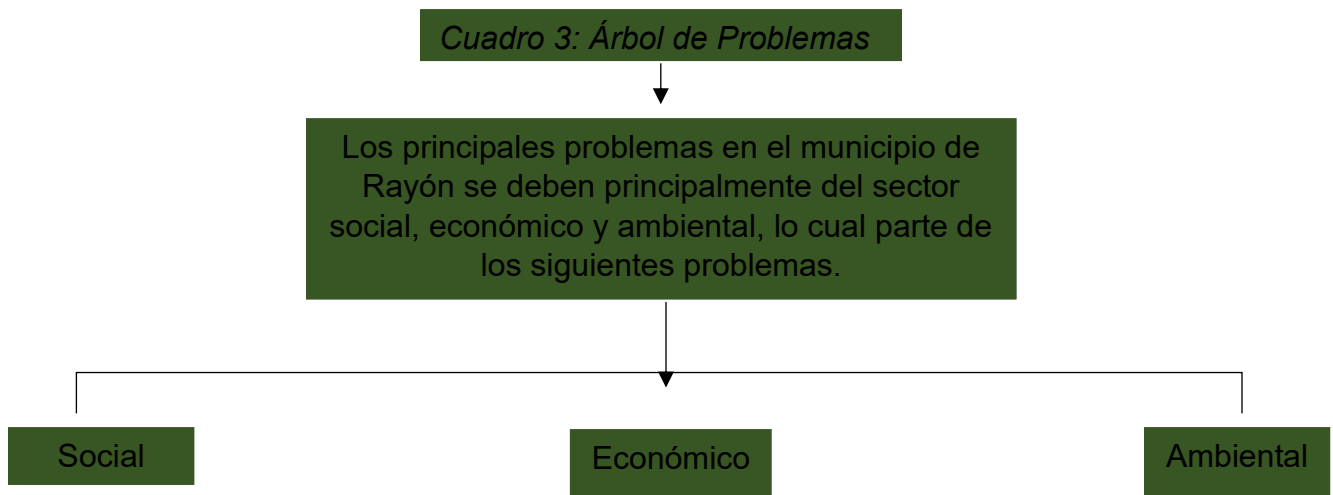 Cuadro 3: Árbol de Problemas
Los principales problemas en el municipio de
Rayón se deben principalmente del sector
social, económico y ambiental, lo cual parte de
los siguientes problemas.
Social
Económico
Ambiental